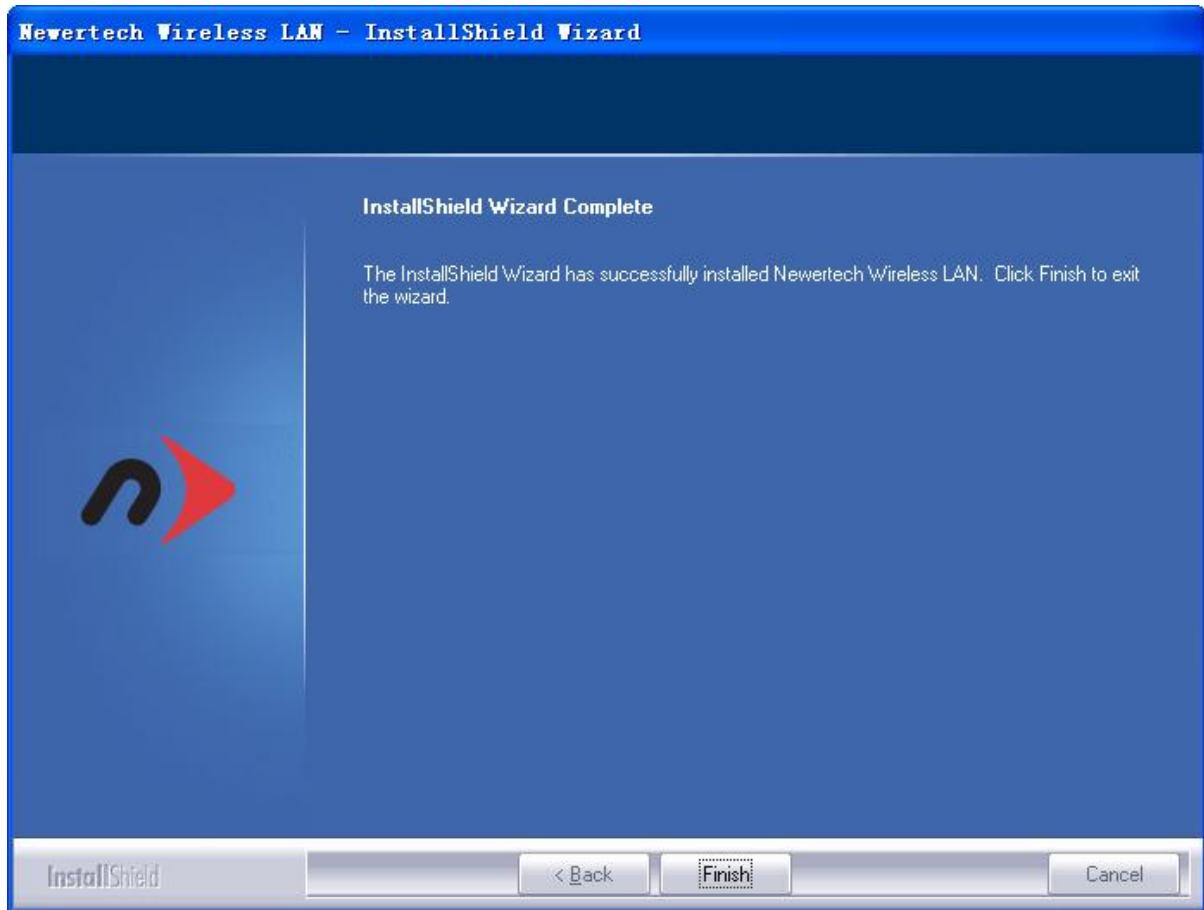 Newertech Wireless LAN - InstallShield Wizard
InstallShield Wizard Complete
The InstallShield Wizard has successfully installed Newertech Wireless LAN. Click Finish to exit
the wizard.
n
InstallShield
< Back
Finish
Cancel